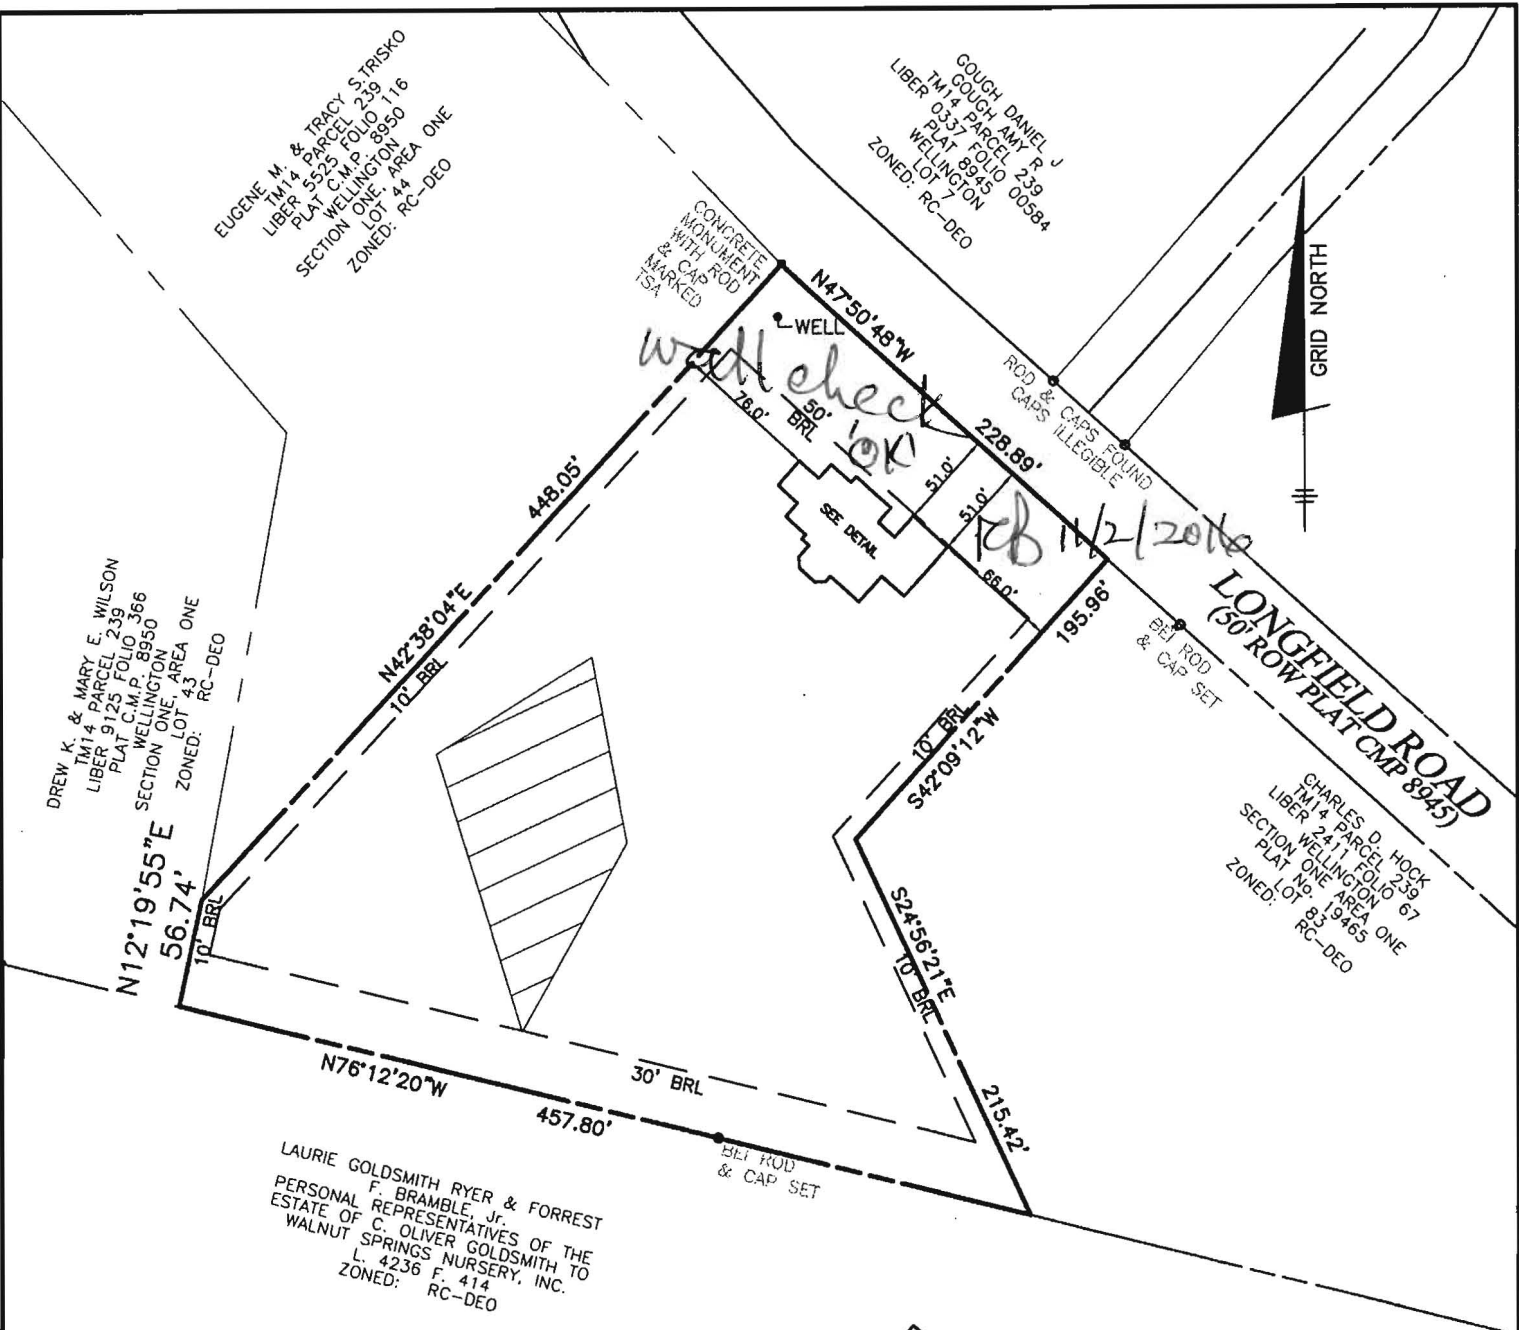 EUGENE M. & TRACY S.TRISKO
TM14 PARCEL 239
LIBER 5525 FOLIO 116
PLAT C.M.P. 8950
WELLINGTON
SECTION ONE, AREA ONE
LOT 44
ZONED: RC-DEO
GOUGH DANIEL J
GOUGH AMY R
TM14 PARCEL 239
LIBER 0337 FOLIO 00584
PLAT 8945
WELLINGTON
LOT 7
ZONED: RC-DEO
CONCRETE
MONUMENT
WITH ROD
& CAP
MARKED
TSA
WELL
N47°50'48"W
228.89'
GRID NORTH
ROD & CAPS FOUND
CAPS ILLEGIBLE
well check
'OK'
KB 11/2/2016
76.0'
50'
BRL
51.0'
51.0'
66.0'
SEE DETAIL
448.05'
N42°38'04"E
10' BRL
195.96'
S42°09'12"W
10' BRL
BEI ROD
& CAP SET
LONGFIELD ROAD
(50' ROW PLAT CMP 8945)
DREW K. & MARY E. WILSON
TM14 PARCEL 239
LIBER 9125 FOLIO 366
PLAT C.M.P. 8950
WELLINGTON
SECTION ONE, AREA ONE
LOT 43
ZONED: RC-DEO
CHARLES D. HOCK
TM14 PARCEL 239
LIBER 2411 FOLIO 67
WELLINGTON
SECTION ONE AREA ONE
PLAT No. 19465
LOT 83
ZONED: RC-DEO
N12°19'55"E
56.74'
10' BRL
S24°56'21"E
10' BRL
215.42'
N76°12'20"W
457.80'
30' BRL
BEI ROD
& CAP SET
LAURIE GOLDSMITH RYER & FORREST
F. BRAMBLE, Jr.
PERSONAL REPRESENTATIVES OF THE
ESTATE OF C. OLIVER GOLDSMITH TO
WALNUT SPRINGS NURSERY, INC.
L. 4236 F. 414
ZONED: RC-DEO